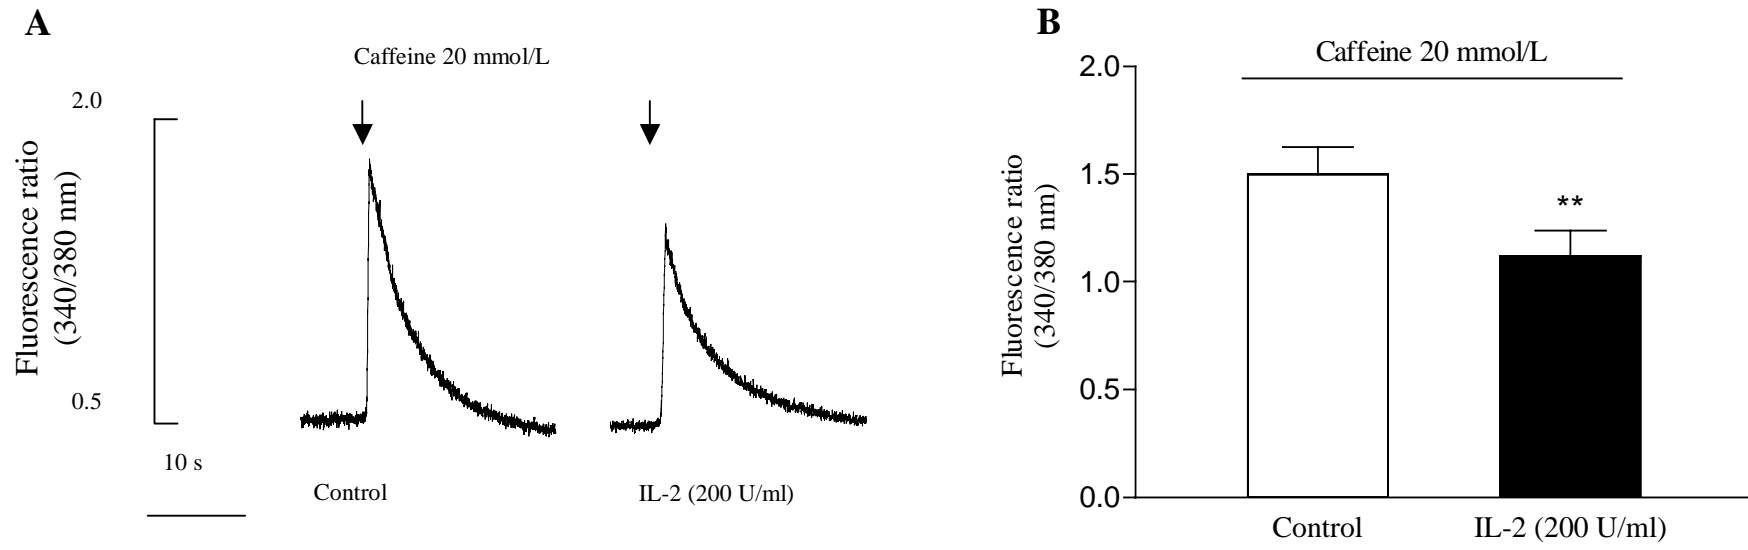 A
Caffeine 20 mmol/L
2.0
Fluorescence ratio
(340/380 nm)
0.5
10 s
Control
IL-2 (200 U/ml)
B
Caffeine 20 mmol/L
2.0
1.5
1.0
0.5
0.0
Fluorescence ratio
(340/380 nm)
**
Control
IL-2 (200 U/ml)